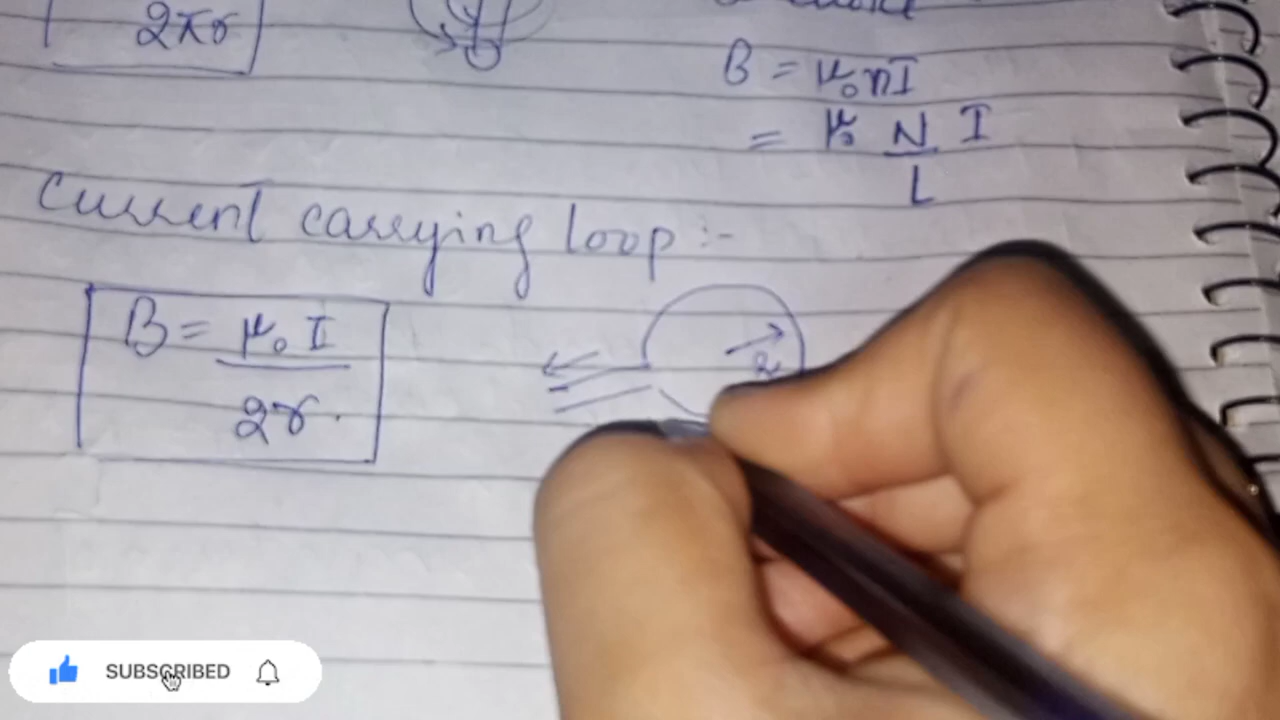 2πr
B = μ₀nI
= μ₀ N I
L
Current carrying loop :-
B = μ₀ I
2r.
r
SUBSCRIBED